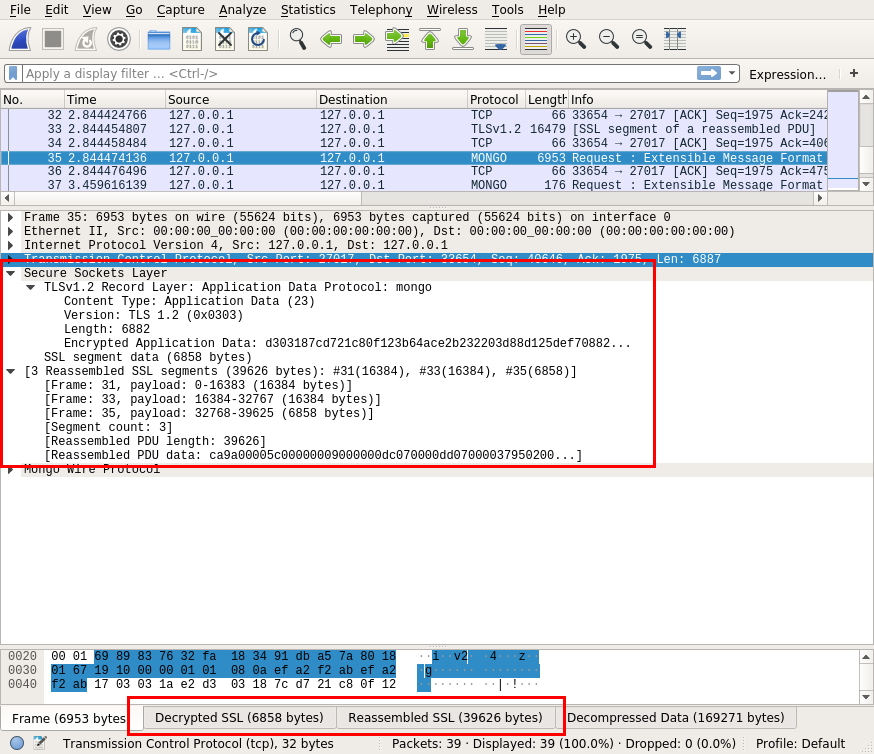 File Edit View Go Capture Analyze Statistics Telephony Wireless Tools Help
Apply a display filter ... <Ctrl-/> Expression... +
No. Time Source Destination Protocol Length Info
32 2.844424766 127.0.0.1 127.0.0.1 TCP 66 33654 → 27017 [ACK] Seq=1975 Ack=242
33 2.844454807 127.0.0.1 127.0.0.1 TLSv1.2 16479 [SSL segment of a reassembled PDU]
34 2.844458484 127.0.0.1 127.0.0.1 TCP 66 33654 → 27017 [ACK] Seq=1975 Ack=406
35 2.844474136 127.0.0.1 127.0.0.1 MONGO 6953 Request : Extensible Message Format
36 2.844476496 127.0.0.1 127.0.0.1 TCP 66 33654 → 27017 [ACK] Seq=1975 Ack=475
37 3.459616139 127.0.0.1 127.0.0.1 MONGO 176 Request : Extensible Message Format
Frame 35: 6953 bytes on wire (55624 bits), 6953 bytes captured (55624 bits) on interface 0
Ethernet II, Src: 00:00:00_00:00:00 (00:00:00:00:00:00), Dst: 00:00:00_00:00:00 (00:00:00:00:00:00)
Internet Protocol Version 4, Src: 127.0.0.1, Dst: 127.0.0.1
Transmission Control Protocol, Src Port: 27017, Dst Port: 33654, Seq: 40646, Ack: 1975, Len: 6887
Secure Sockets Layer
TLSv1.2 Record Layer: Application Data Protocol: mongo
Content Type: Application Data (23)
Version: TLS 1.2 (0x0303)
Length: 6882
Encrypted Application Data: d303187cd721c80f123b64ace2b232203d88d125def70882...
SSL segment data (6858 bytes)
[3 Reassembled SSL segments (39626 bytes): #31(16384), #33(16384), #35(6858)]
[Frame: 31, payload: 0-16383 (16384 bytes)]
[Frame: 33, payload: 16384-32767 (16384 bytes)]
[Frame: 35, payload: 32768-39625 (6858 bytes)]
[Segment count: 3]
[Reassembled PDU length: 39626]
[Reassembled PDU data: ca9a00005c00000009000000dc070000dd07000037950200...]
Mongo Wire Protocol
0020 00 01 69 89 83 76 32 fa 18 34 91 db a5 7a 80 18 ··i··v2· ·4···z··
0030 01 67 19 10 00 00 01 01 08 0a ef a2 f2 ab ef a2 ·g······ ········
0040 f2 ab 17 03 03 1a e2 d3 03 18 7c d7 21 c8 0f 12 ········ ··|·!···
Frame (6953 bytes) Decrypted SSL (6858 bytes) Reassembled SSL (39626 bytes) Decompressed Data (169271 bytes)
Transmission Control Protocol (tcp), 32 bytes Packets: 39 · Displayed: 39 (100.0%) · Dropped: 0 (0.0%) Profile: Default